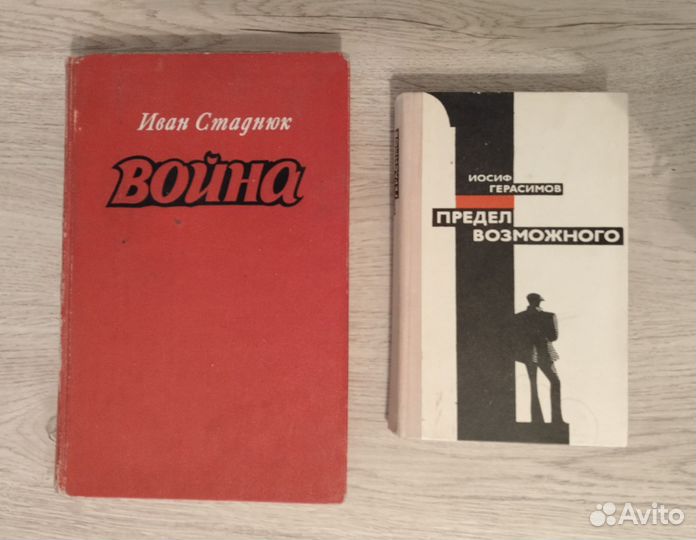 Иван Стаднюк
ВОЙНА
ИОСИФ
ГЕРАСИМОВ
ПРЕДЕЛ
ВОЗМОЖНОГО
Avito